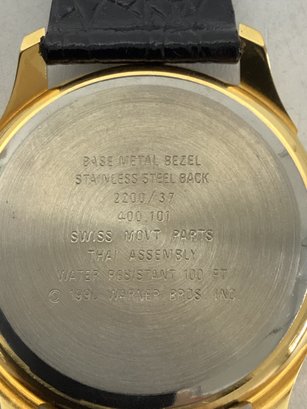 BASE METAL BEZEL
STAINLESS STEEL BACK
2200/37
400.101
SWISS MOVT PARTS
THAI ASSEMBLY
WATER RESISTANT 100 FT
© WARNER BROS. INC.